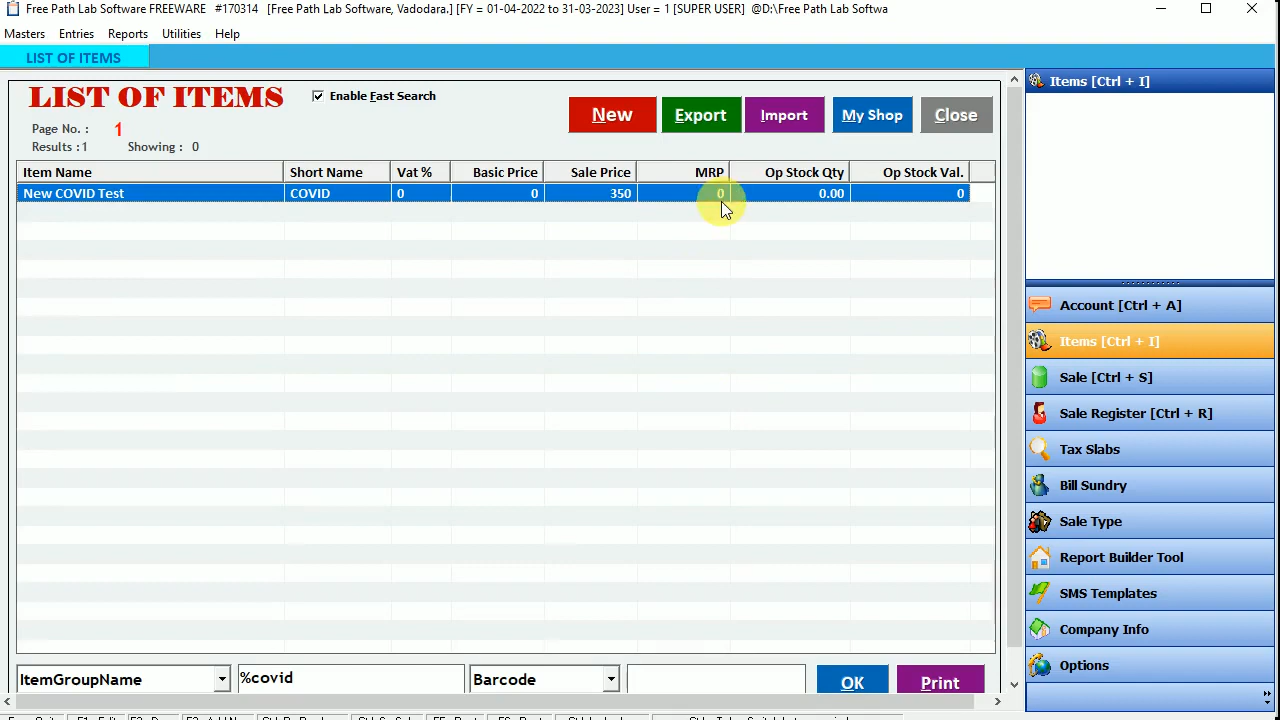 Free Path Lab Software FREEWARE #170314 [Free Path Lab Software, Vadodara.] [FY = 01-04-2022 to 31-03-2023] User = 1 [SUPER USER] @D:\Free Path Lab Softwa
Masters Entries Reports Utilities Help
LIST OF ITEMS
Items [Ctrl + I]
LIST OF ITEMS
Enable Fast Search
New Export Import My Shop Close
Page No. : 1
Results :1 Showing : 0
Item Name Short Name Vat % Basic Price Sale Price MRP Op Stock Qty Op Stock Val.
New COVID Test COVID 0 0 350 0 0.00 0
Account [Ctrl + A]
Items [Ctrl + I]
Sale [Ctrl + S]
Sale Register [Ctrl + R]
Tax Slabs
Bill Sundry
Sale Type
Report Builder Tool
SMS Templates
Company Info
Options
ItemGroupName %covid Barcode OK Print